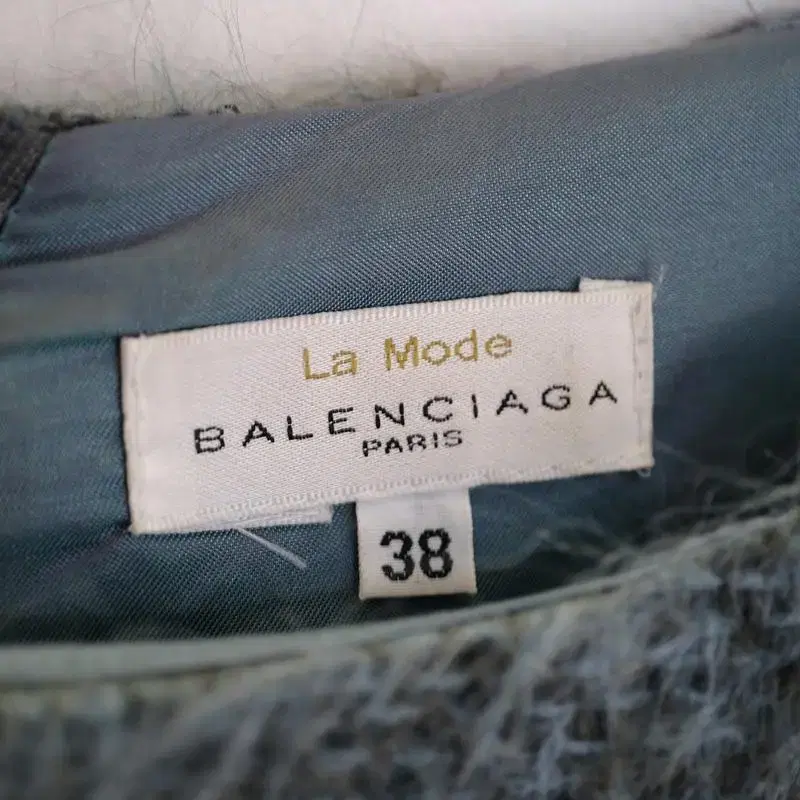 La Mode
BALENCIAGA
PARIS
38